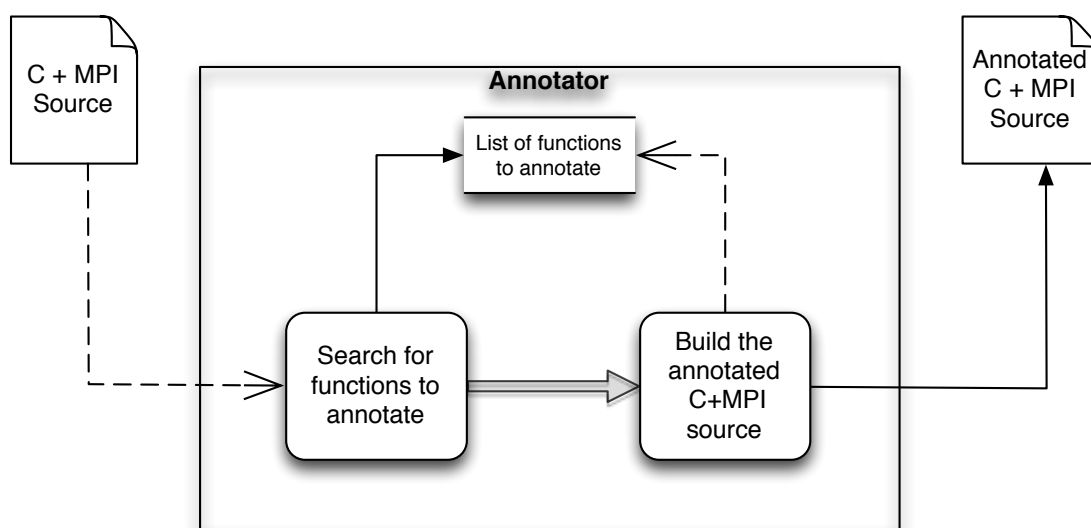 C + MPI
Source
Annotator
Annotated
C + MPI
Source
List of functions
to annotate
Search for
functions to
annotate
Build the
annotated
C+MPI
source